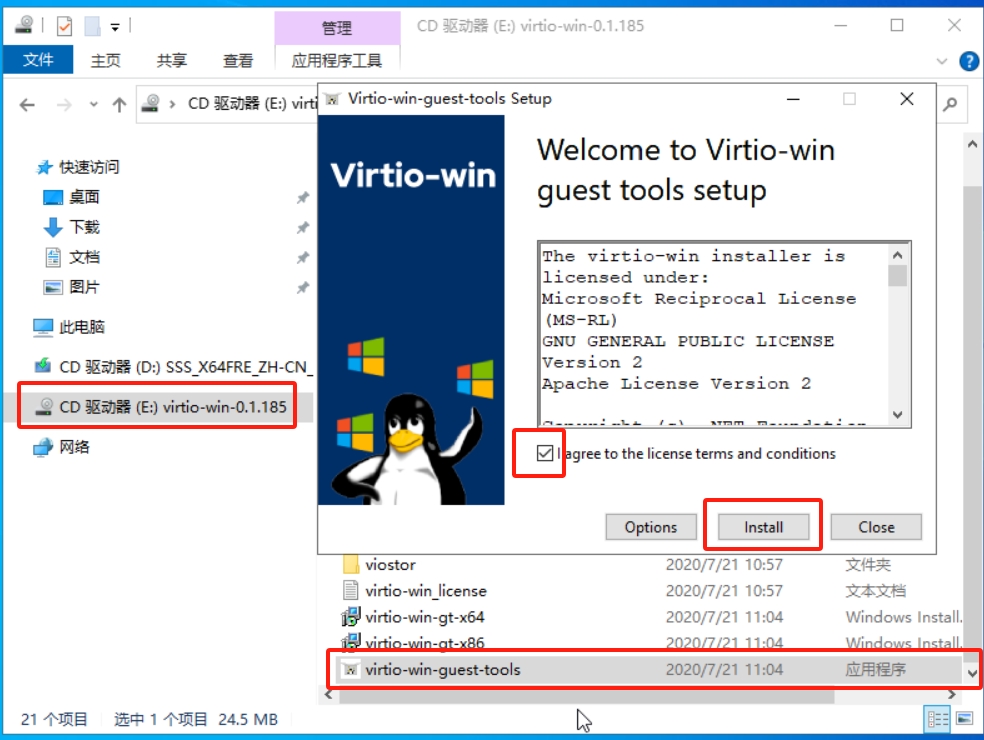 管理
CD 驱动器 (E:) virtio-win-0.1.185
文件
主页
共享
查看
应用程序工具
CD 驱动器 (E:) virti
Virtio-win-guest-tools Setup
快速访问
桌面
下载
文档
图片
此电脑
CD 驱动器 (D:) SSS_X64FRE_ZH-CN_
CD 驱动器 (E:) virtio-win-0.1.185
网络
Virtio-win
Welcome to Virtio-win
guest tools setup
The virtio-win installer is
licensed under:
Microsoft Reciprocal License
(MS-RL)
GNU GENERAL PUBLIC LICENSE
Version 2
Apache License Version 2
Copyright (c) .NET Foundation
I agree to the license terms and conditions
Options
Install
Close
viostor 2020/7/21 10:57 文件夹
virtio-win_license 2020/7/21 10:57 文本文档
virtio-win-gt-x64 2020/7/21 11:04 Windows Install.
virtio-win-gt-x86 2020/7/21 11:04 Windows Install.
virtio-win-guest-tools 2020/7/21 11:04 应用程序
21 个项目 选中 1 个项目 24.5 MB